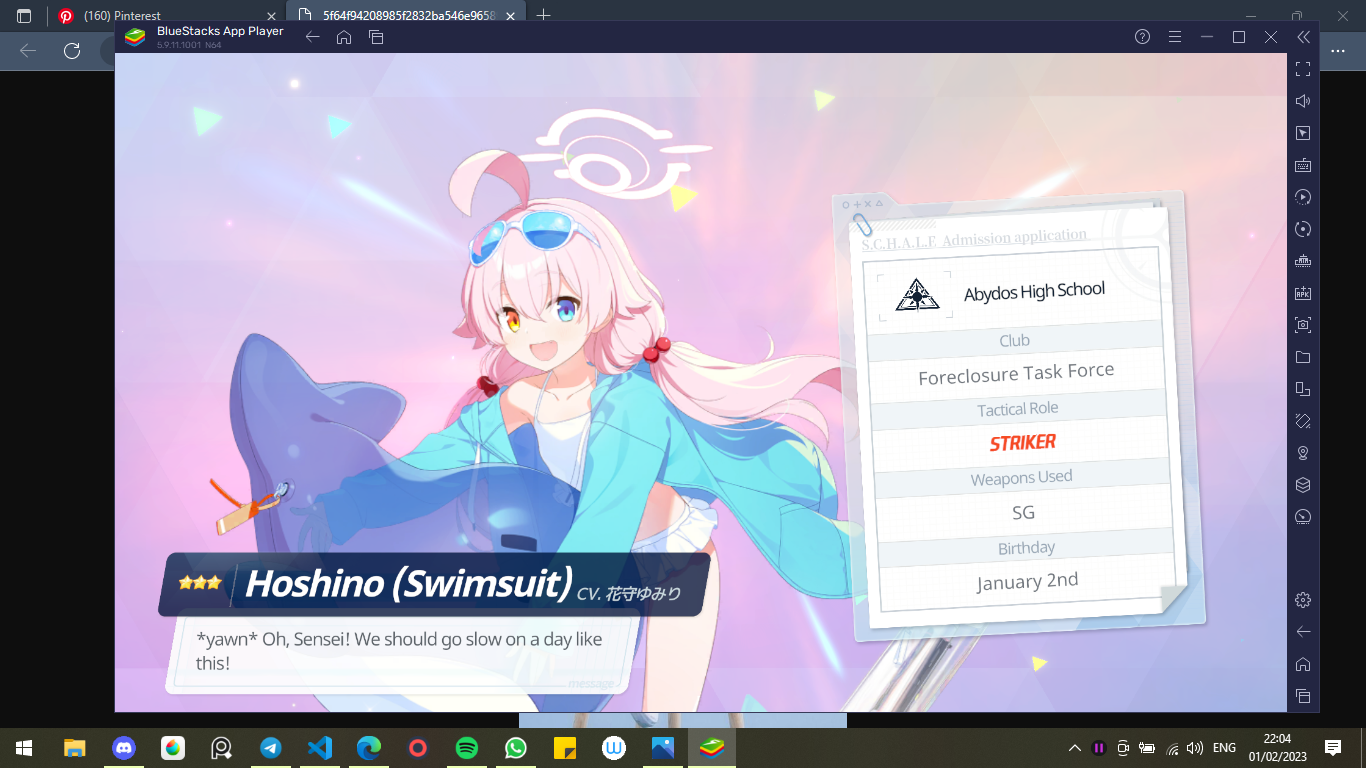 (160) Pinterest
5f64f94208985f2832ba546e9658
BlueStacks App Player
5.9.11.1001 N64
S.C.H.A.L.E. Admission application
Abydos High School
Club
Foreclosure Task Force
Tactical Role
STRIKER
Weapons Used
SG
Birthday
January 2nd
Hoshino (Swimsuit) CV. 花守ゆみり
*yawn* Oh, Sensei! We should go slow on a day like
this!
message
ENG
22:04
01/02/2023